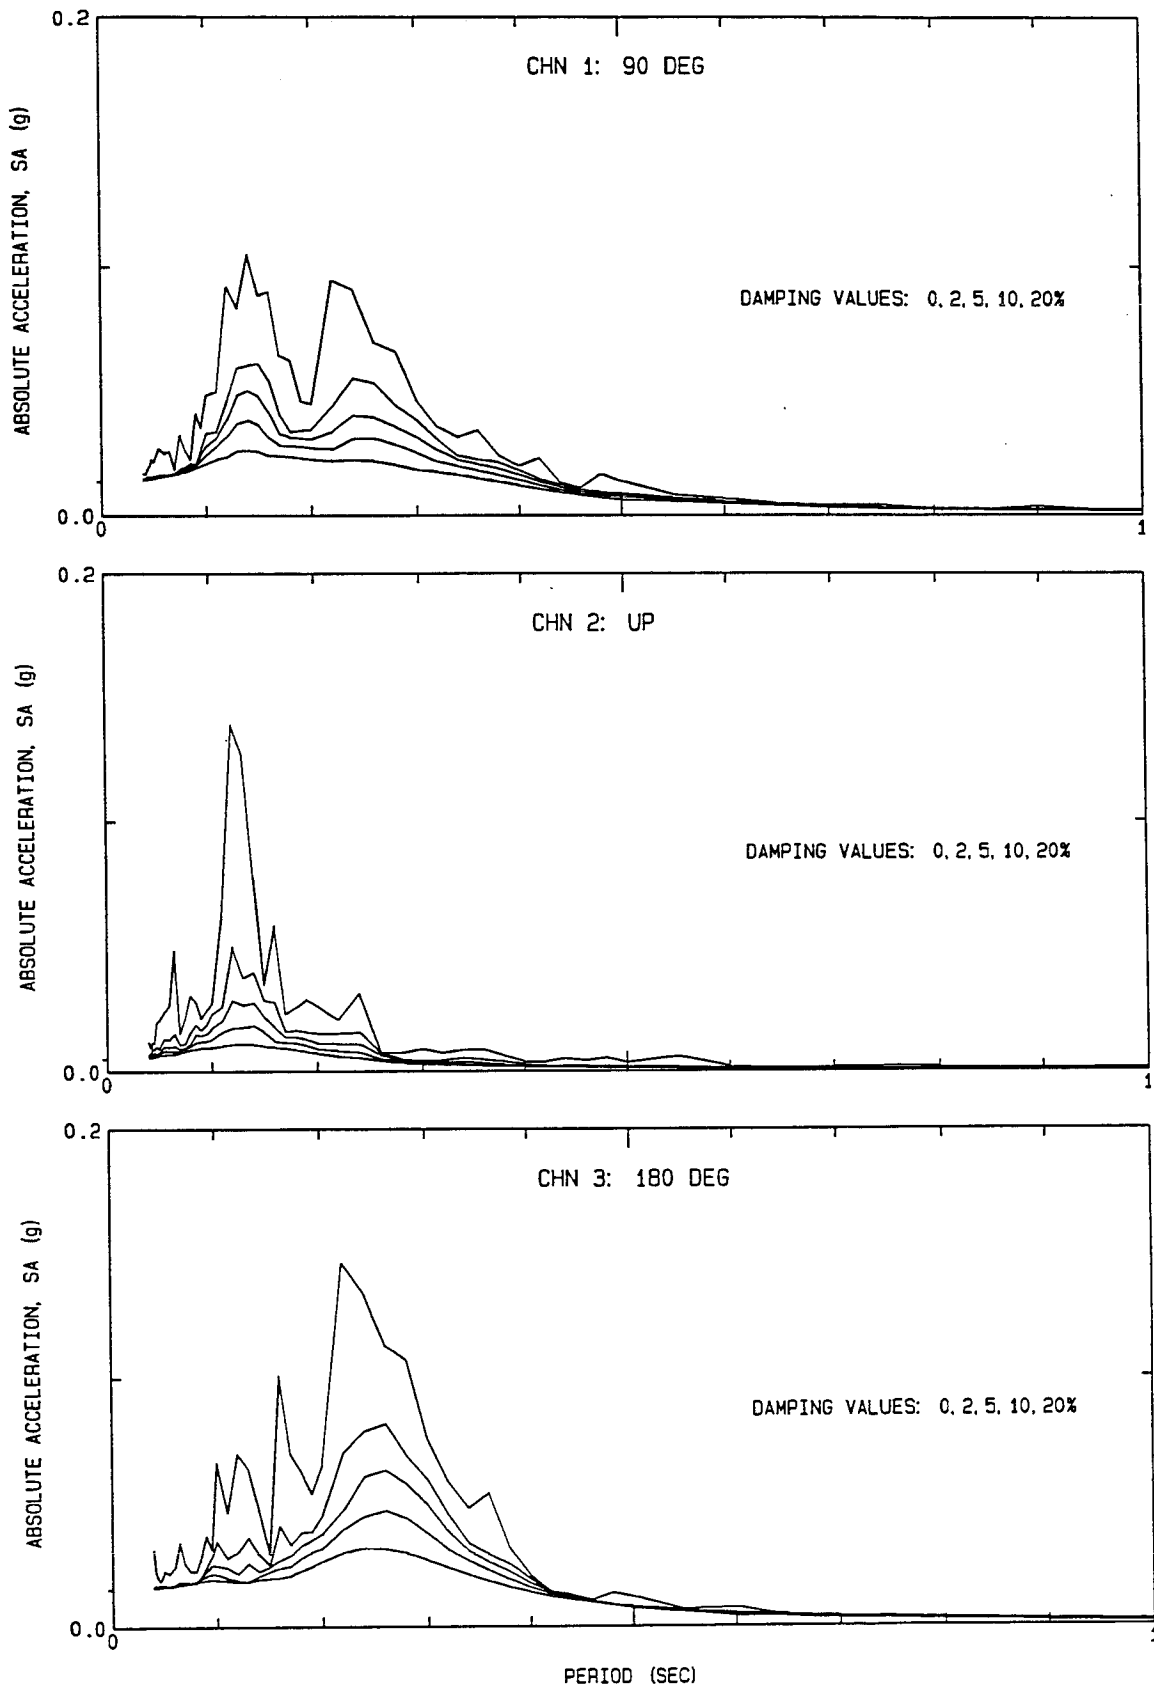 0.2
CHN 1: 90 DEG
ABSOLUTE ACCELERATION, SA (g)
DAMPING VALUES: 0, 2, 5, 10, 20%
0.0
0
1
0.2
CHN 2: UP
ABSOLUTE ACCELERATION, SA (g)
DAMPING VALUES: 0, 2, 5, 10, 20%
0.0
0
1
0.2
CHN 3: 180 DEG
ABSOLUTE ACCELERATION, SA (g)
DAMPING VALUES: 0, 2, 5, 10, 20%
0.0
0
1
PERIOD (SEC)